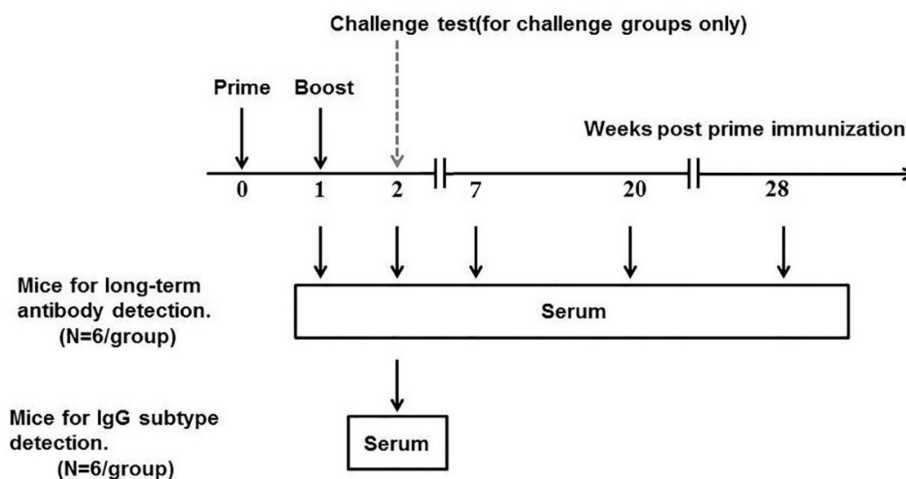 Challenge test(for challenge groups only)
Prime Boost
Weeks post prime immunization
0 1 2 7 20 28
Mice for long-term
antibody detection.
(N=6/group)
Serum
Mice for IgG subtype
detection.
(N=6/group)
Serum